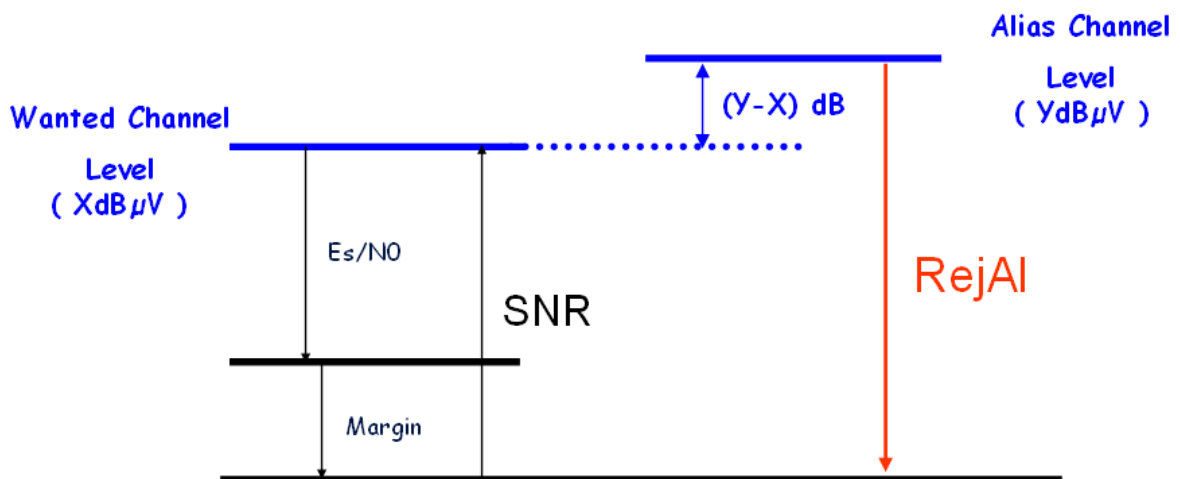 Alias Channel
Level
( YdBµV )
(Y-X) dB
Wanted Channel
Level
( XdBµV )
Es/N0
SNR
RejAl
Margin